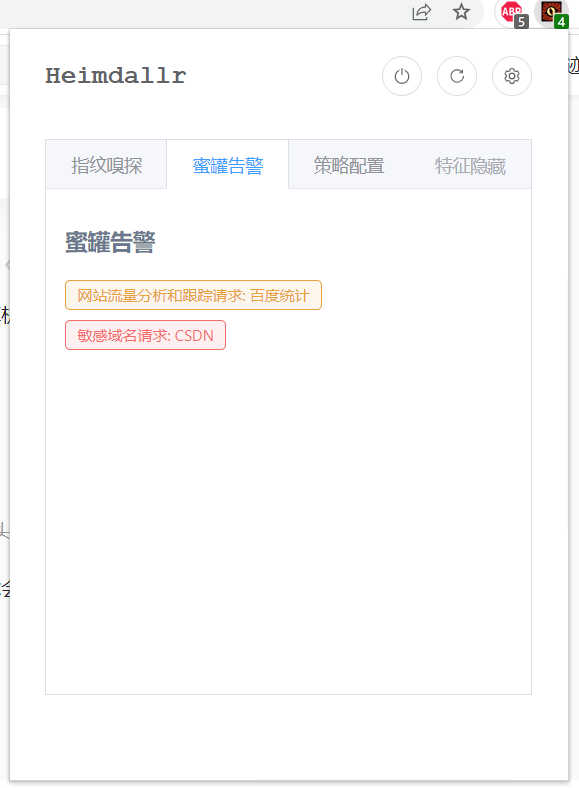 ABP
5
4
Heimdallr
迹
指纹嗅探
蜜罐告警
策略配置
特征隐藏
蜜罐告警
网站流量分析和跟踪请求: 百度统计
敏感域名请求: CSDN